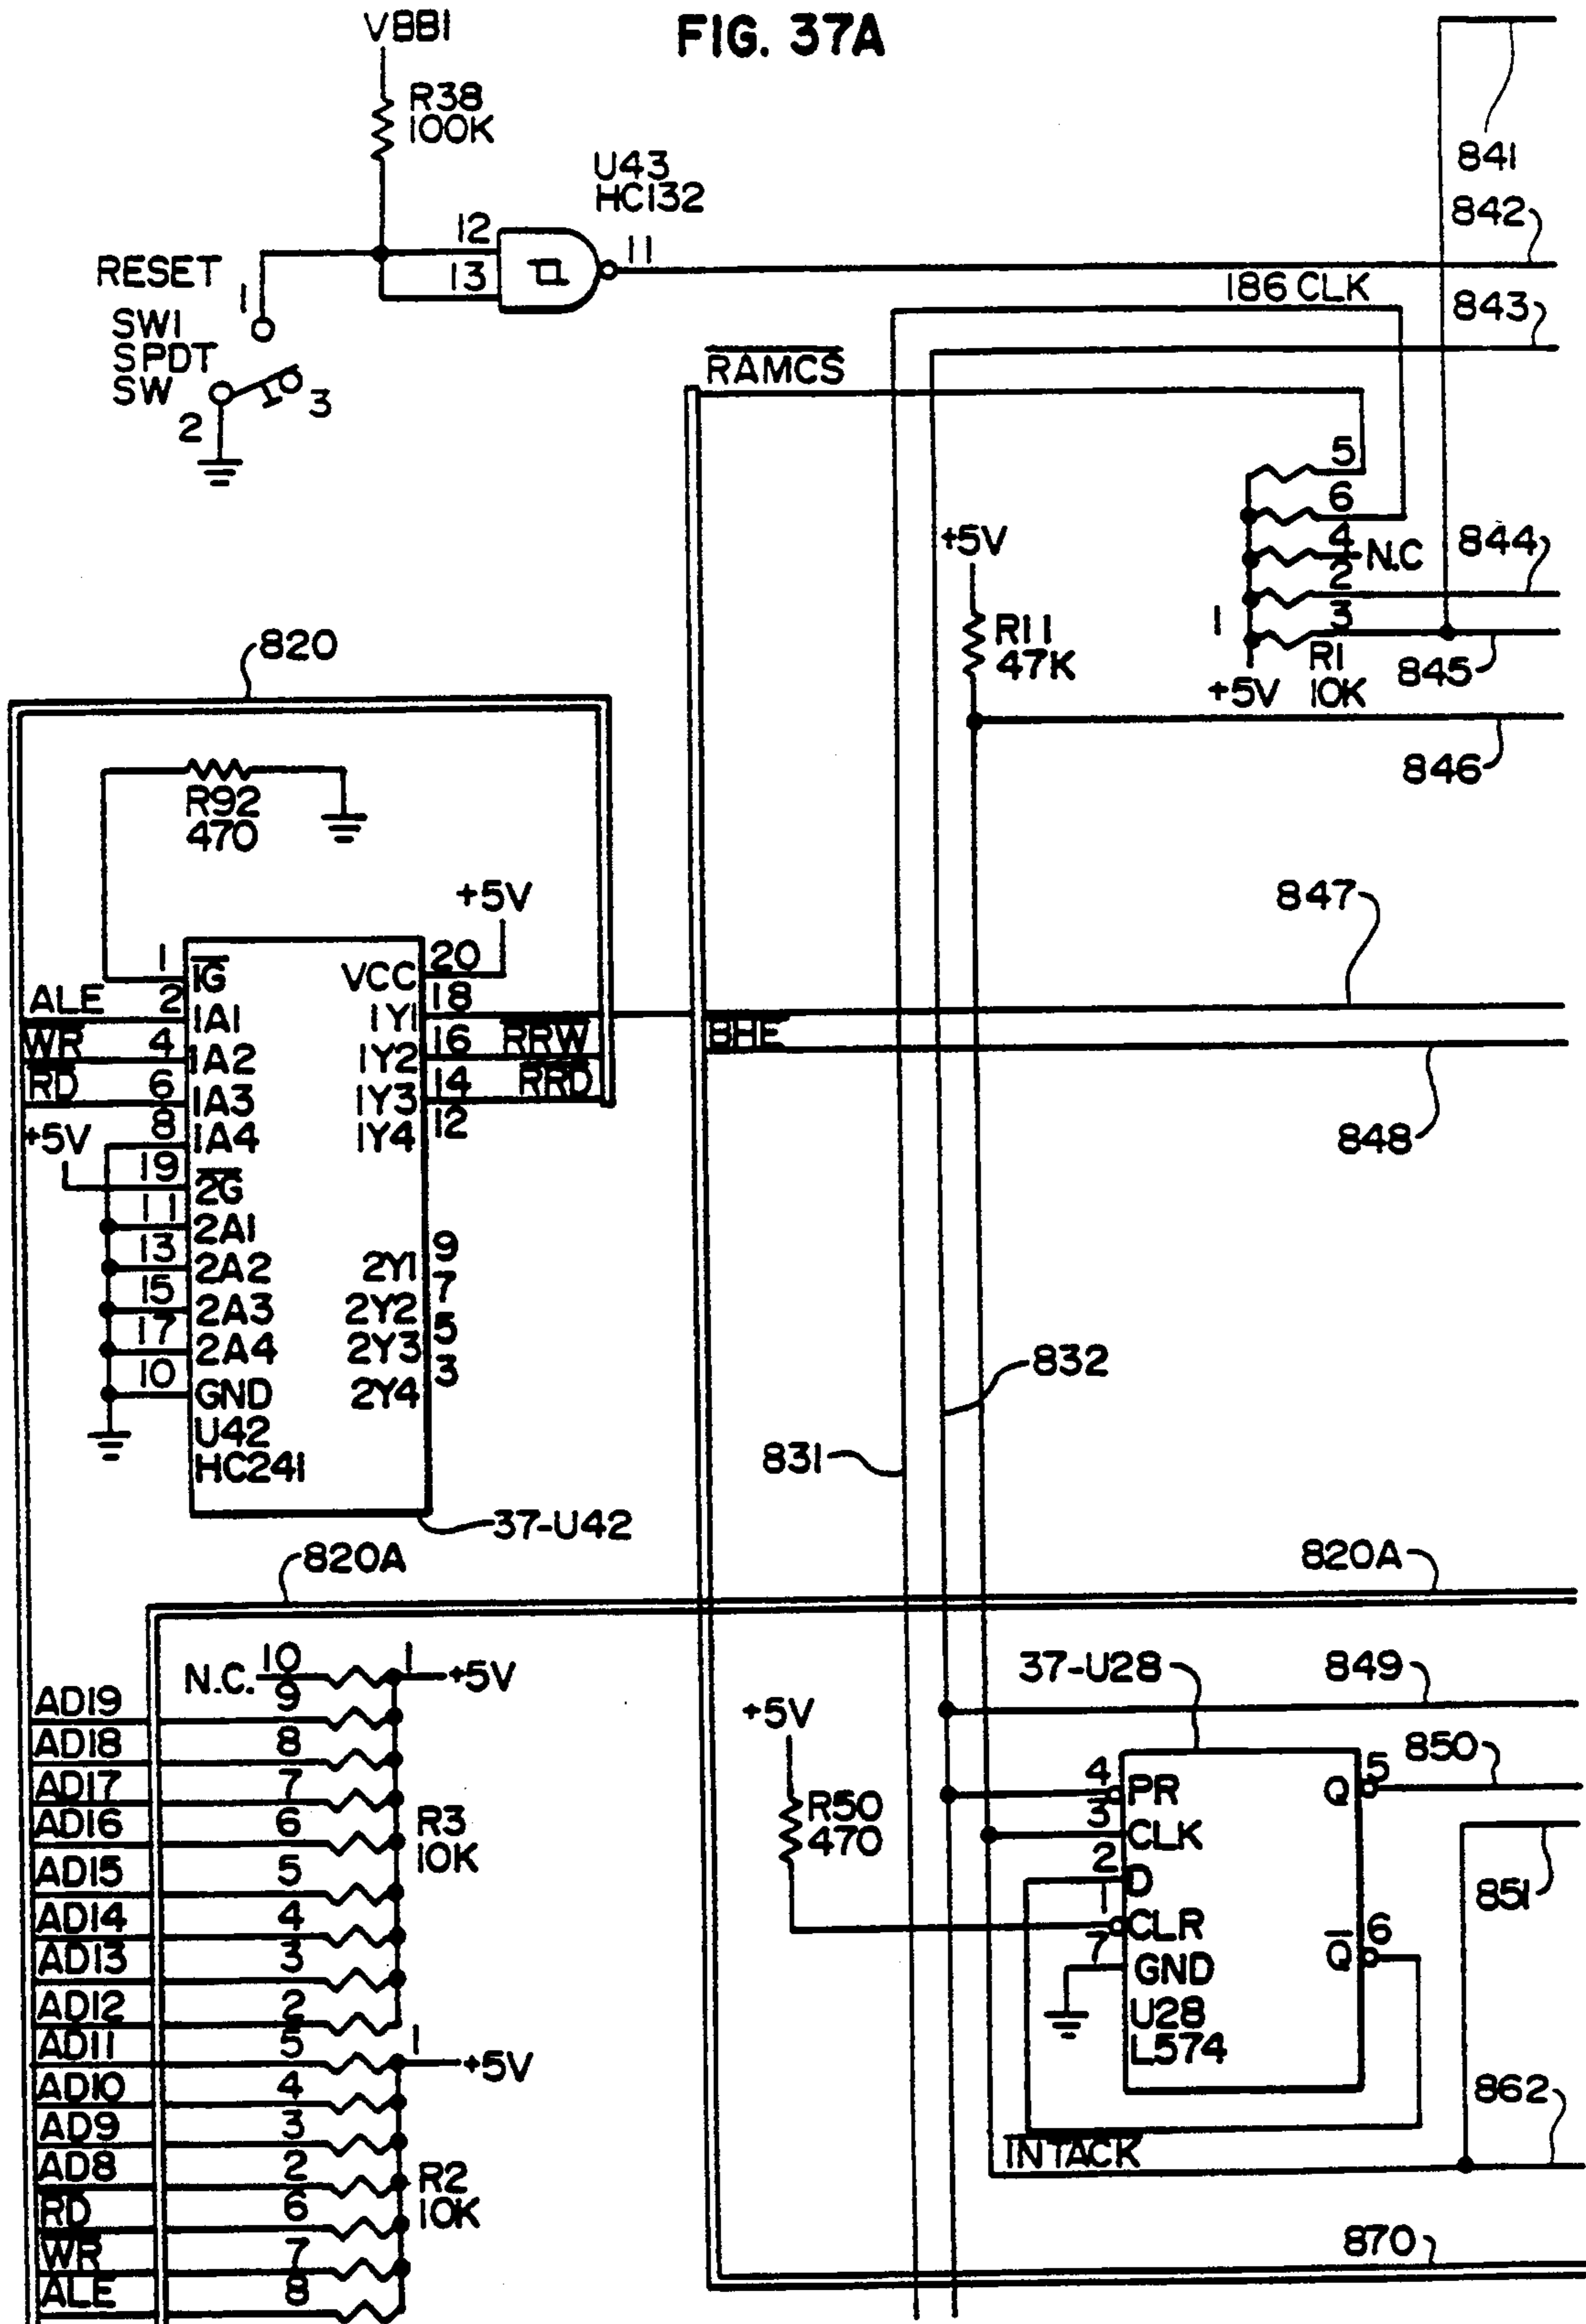 FIG. 37A
VBB1
R38
100K
U43
HC132
12
13
11
RESET
1
SW1
SPDT
SW
2
3
841
842
186 CLK
843
RAMCS
5
6
4
N.C
2
3
1
R1
10K
+5V
844
845
+5V
R11
47K
846
820
R92
470
+5V
847
1
1G
VCC
20
ALE
2
1A1
1Y1
18
WR
4
1A2
1Y2
16
RRW
BHE
RD
6
1A3
1Y3
14
RRD
8
1A4
1Y4
12
+5V
848
19
2G
11
2A1
13
2A2
2Y1
9
15
2A3
2Y2
7
17
2A4
2Y3
5
10
GND
2Y4
3
U42
HC241
37-U42
832
831
820A
820A
N.C.
10
1
+5V
AD19
9
AD18
8
AD17
7
AD16
6
R3
10K
AD15
5
AD14
4
AD13
3
AD12
2
AD11
5
1
+5V
AD10
4
AD9
3
AD8
2
R2
10K
RD
6
WR
7
ALE
8
37-U28
849
+5V
R50
470
4
PR
Q
5
850
3
CLK
2
D
851
1
CLR
Q
6
7
GND
U28
LS74
INTACK
862
870